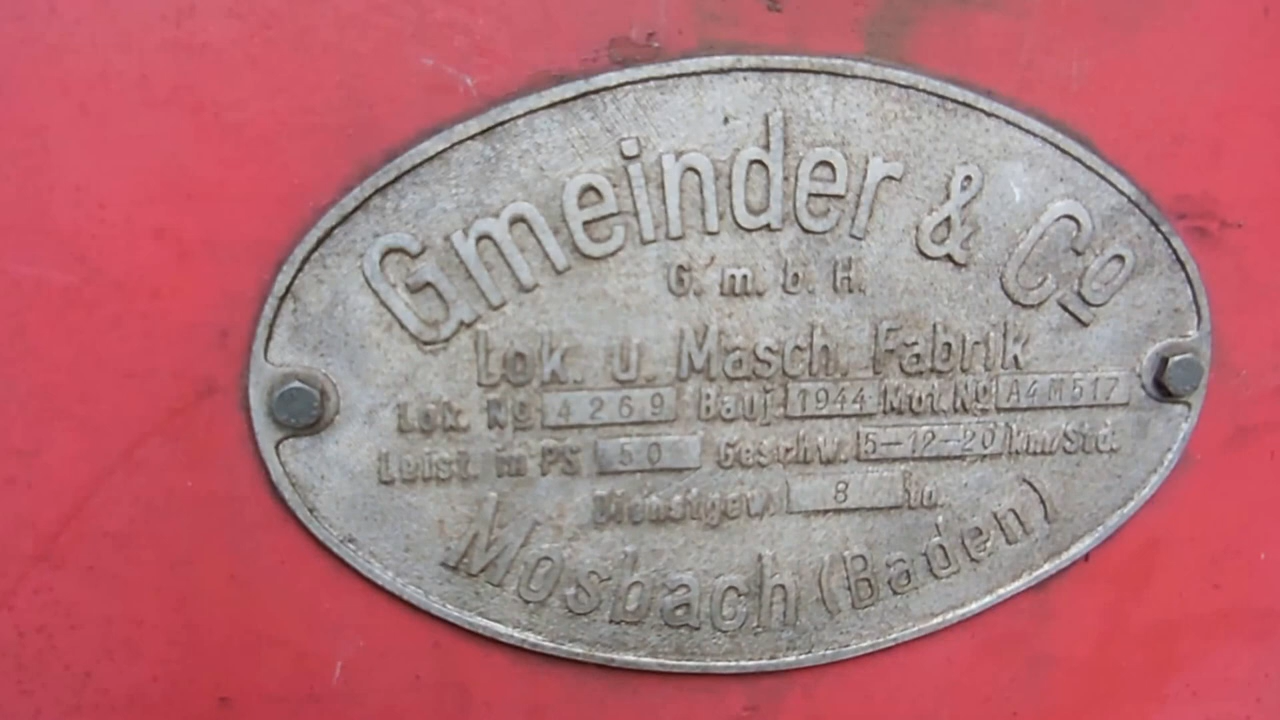 Gmeinder & Co
G. m. b. H.
Lok. u. Masch. Fabrik
Lok. No 4269 Bauj. 1944 Mot.No A4M517
Leist. in PS 50 Geschw. 5-12-20 km/Std.
Dienstgew. 8 to.
Mosbach (Baden)